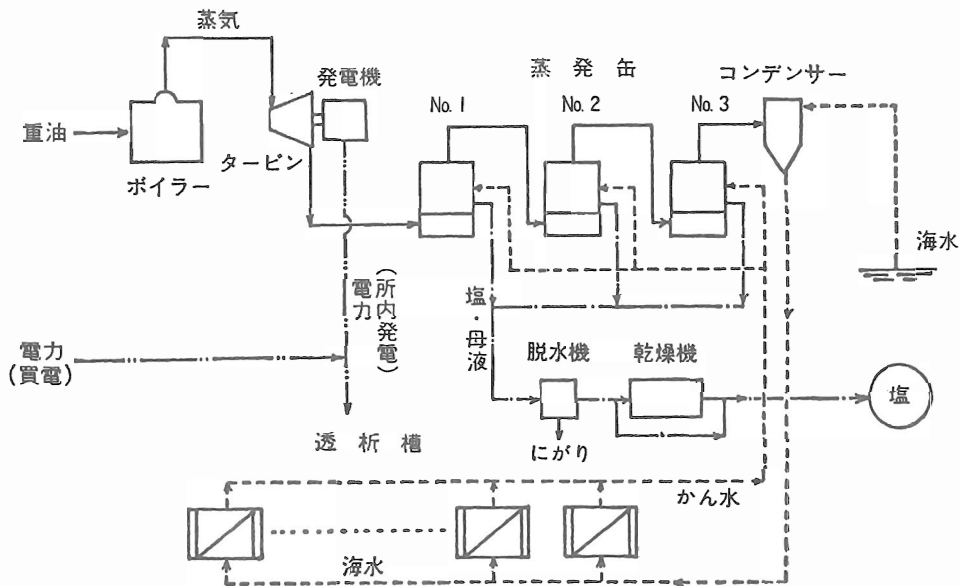 蒸気
発電機
重油
ボイラー
タービン
蒸発缶
No.1
No.2
No.3
コンデンサー
海水
電力
(所内発電)
塩・母液
電力
(買電)
脱水機
乾燥機
塩
にがり
透析槽
かん水
海水